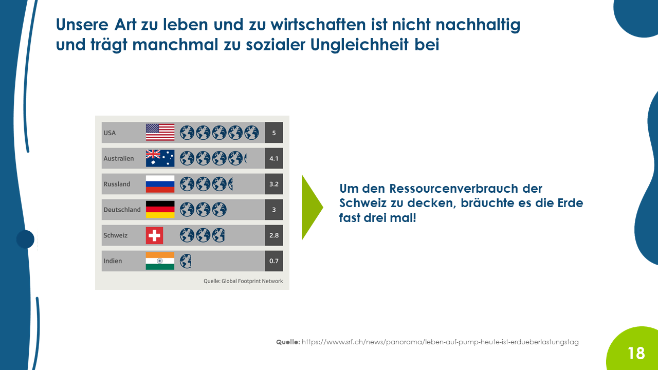 Unsere Art zu leben und zu wirtschaften ist nicht nachhaltig
und trägt manchmal zu sozialer Ungleichheit bei
USA 5
Australien 4.1
Russland 3.2
Deutschland 3
Schweiz 2.8
Indien 0.7
Quelle: Global Footprint Network
Um den Ressourcenverbrauch der
Schweiz zu decken, bräuchte es die Erde
fast drei mal!
Quelle: https://www.srf.ch/news/panorama/leben-auf-pump-heute-ist-erdueberlastungstag
18